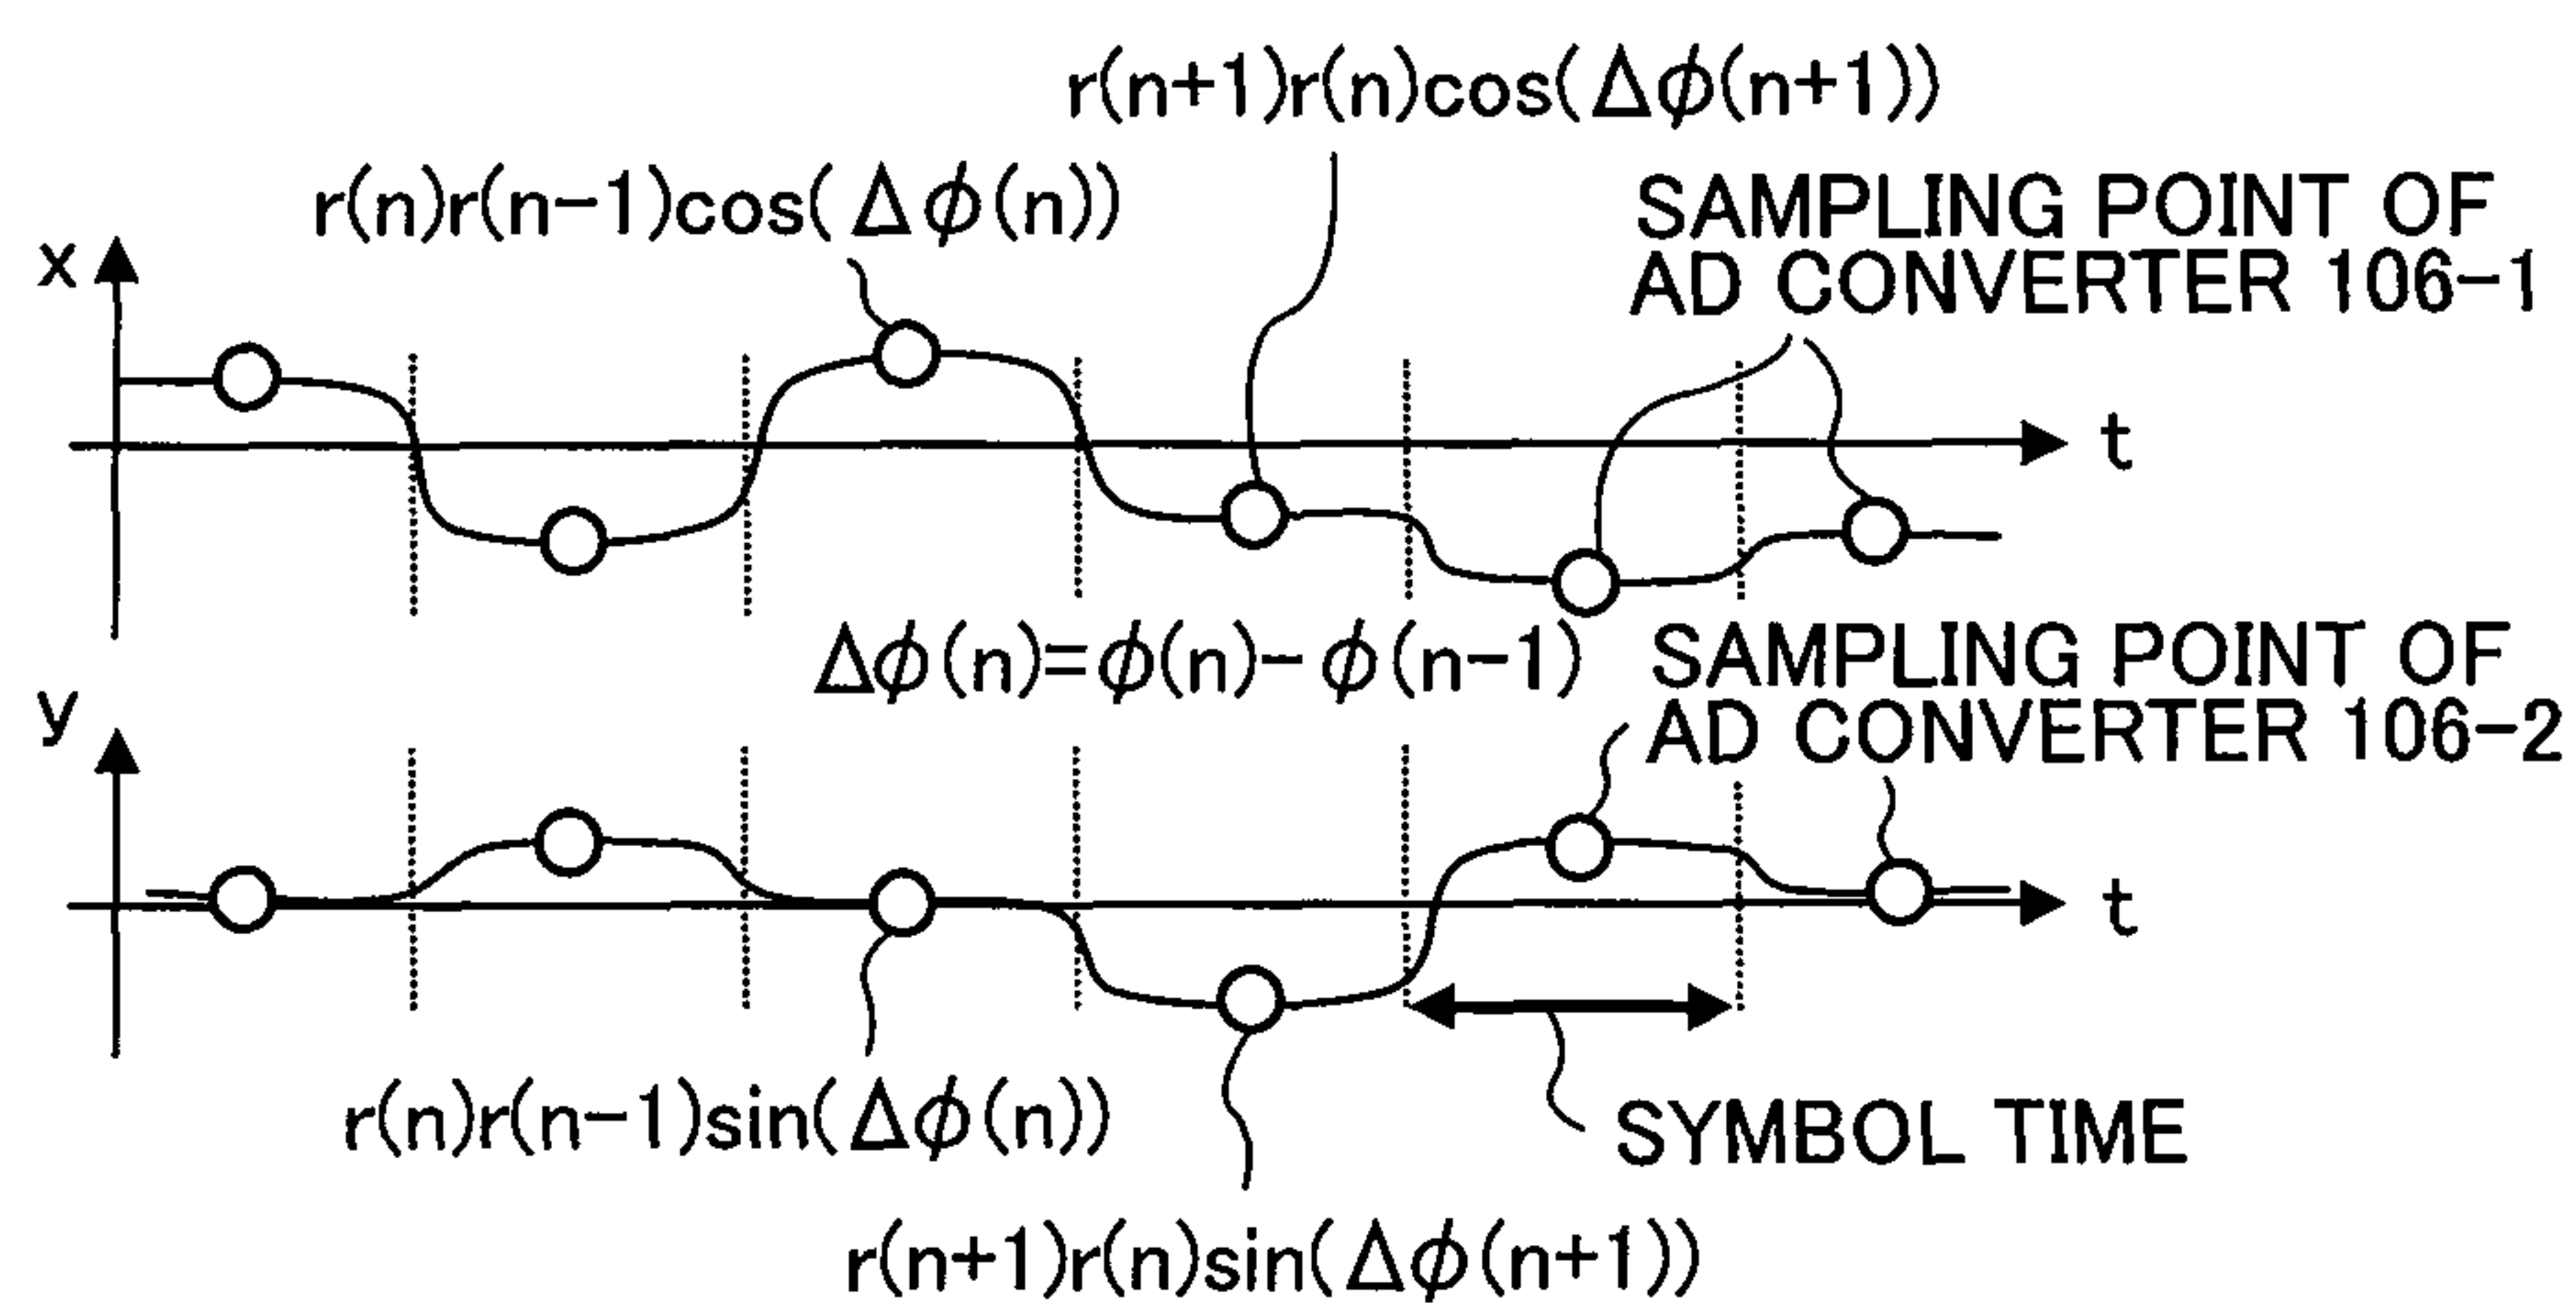 r(n+1)r(n)cos(Δϕ(n+1))
r(n)r(n-1)cos(Δϕ(n))
SAMPLING POINT OF
AD CONVERTER 106-1
x
t
Δϕ(n)=ϕ(n)-ϕ(n-1)
SAMPLING POINT OF
AD CONVERTER 106-2
y
t
r(n)r(n-1)sin(Δϕ(n))
SYMBOL TIME
r(n+1)r(n)sin(Δϕ(n+1))